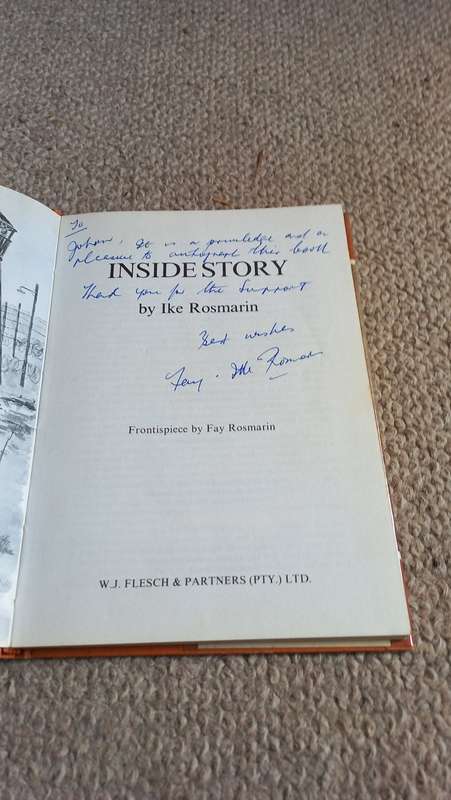 To
Johan. It is a priviledge and a
pleasure to autograph this book
INSIDE STORY
Thank you for the Support
by Ike Rosmarin
Best wishes
Fay · Ike Rosmarin
Frontispiece by Fay Rosmarin
W.J. FLESCH & PARTNERS (PTY.) LTD.